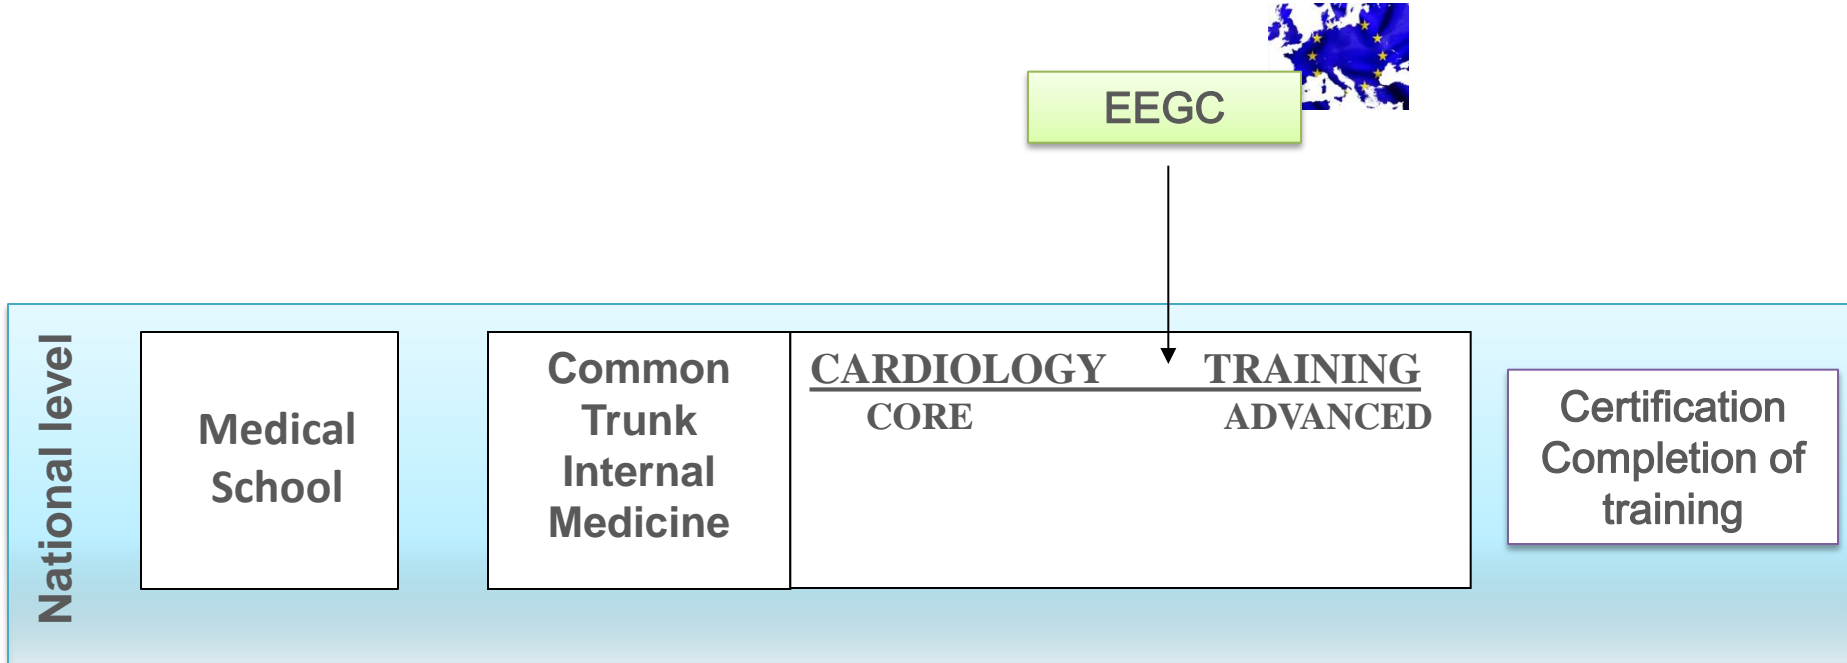 EEGC
National level
Medical
School
Common
Trunk
Internal
Medicine
CARDIOLOGY TRAINING
CORE ADVANCED
Certification
Completion of
training